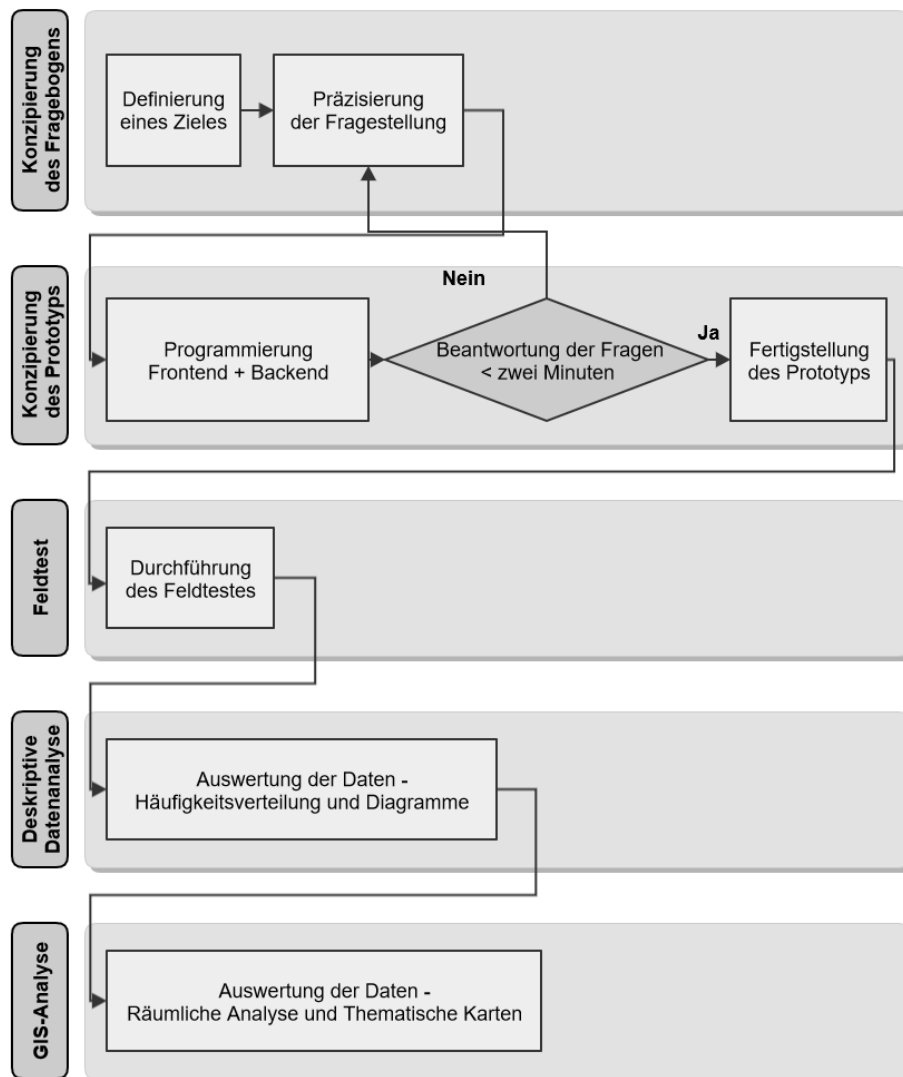 Konzipierung
des Fragebogens
Definierung
eines Zieles
Präzisierung
der Fragestellung
Konzipierung
des Prototyps
Programmierung
Frontend + Backend
Nein
Beantwortung der Fragen
< zwei Minuten
Ja
Fertigstellung
des Prototyps
Feldtest
Durchführung
des Feldtestes
Deskriptive
Datenanalyse
Auswertung der Daten -
Häufigkeitsverteilung und Diagramme
GIS-Analyse
Auswertung der Daten -
Räumliche Analyse und Thematische Karten